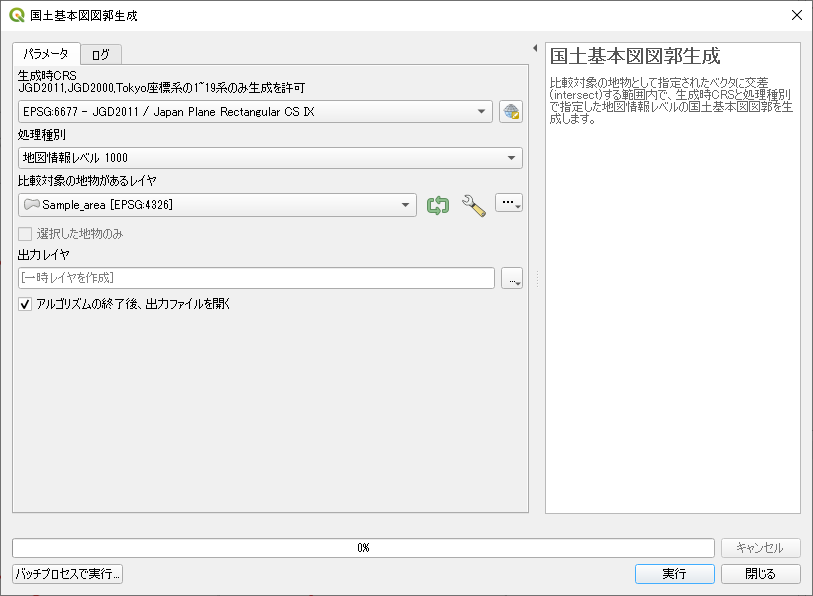 国土基本図図郭生成
パラメータ
ログ
生成時CRS
JGD2011,JGD2000,Tokyo座標系の1~19系のみ生成を許可
EPSG:6677 - JGD2011 / Japan Plane Rectangular CS IX
処理種別
地図情報レベル 1000
比較対象の地物があるレイヤ
Sample_area [EPSG:4326]
…
選択した地物のみ
出力レイヤ
[一時レイヤを作成]
…
アルゴリズムの終了後、出力ファイルを開く
国土基本図図郭生成
比較対象の地物として指定されたベクタに交差
(intersect)する範囲内で、生成時CRSと処理種別
で指定した地図情報レベルの国土基本図図郭を生
成します。
0%
キャンセル
バッチプロセスで実行...
実行
閉じる